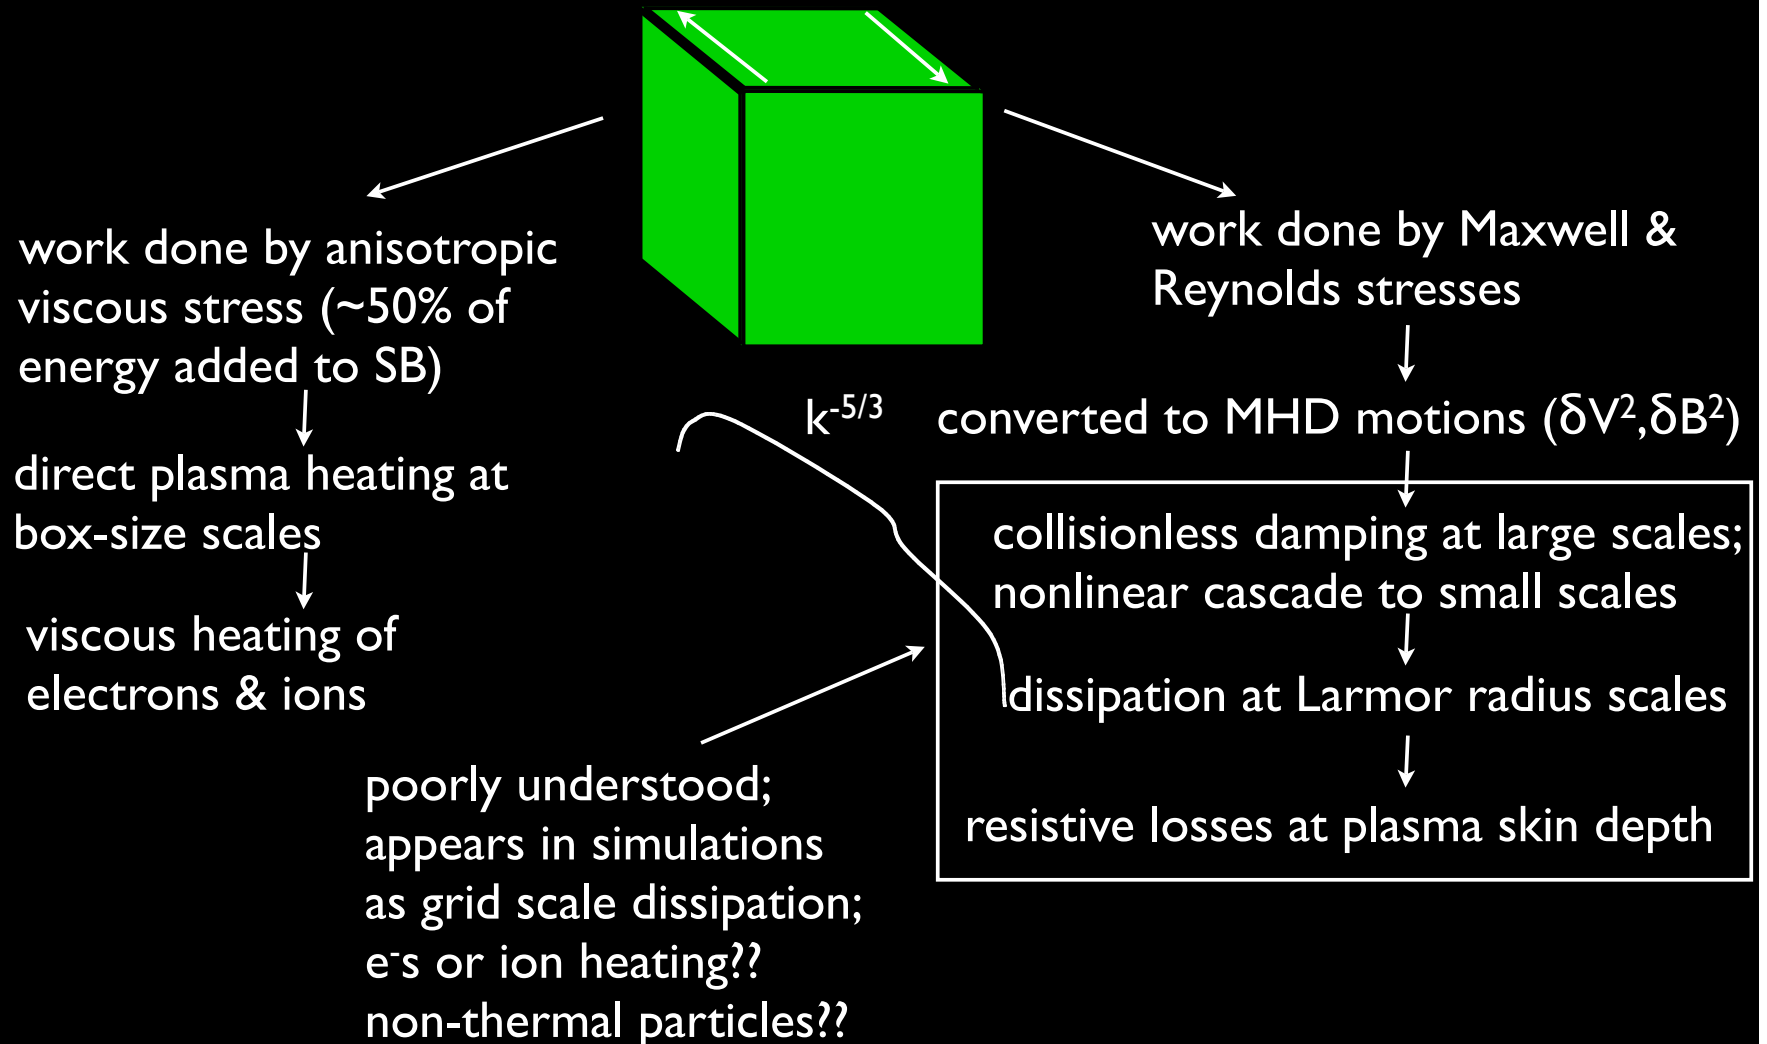 work done by anisotropic
viscous stress (~50% of
energy added to SB)
direct plasma heating at
box-size scales
viscous heating of
electrons & ions
work done by Maxwell &
Reynolds stresses
k⁻⁵ᐟ³
converted to MHD motions (δV²,δB²)
collisionless damping at large scales;
nonlinear cascade to small scales
dissipation at Larmor radius scales
resistive losses at plasma skin depth
poorly understood;
appears in simulations
as grid scale dissipation;
e⁻s or ion heating??
non-thermal particles??